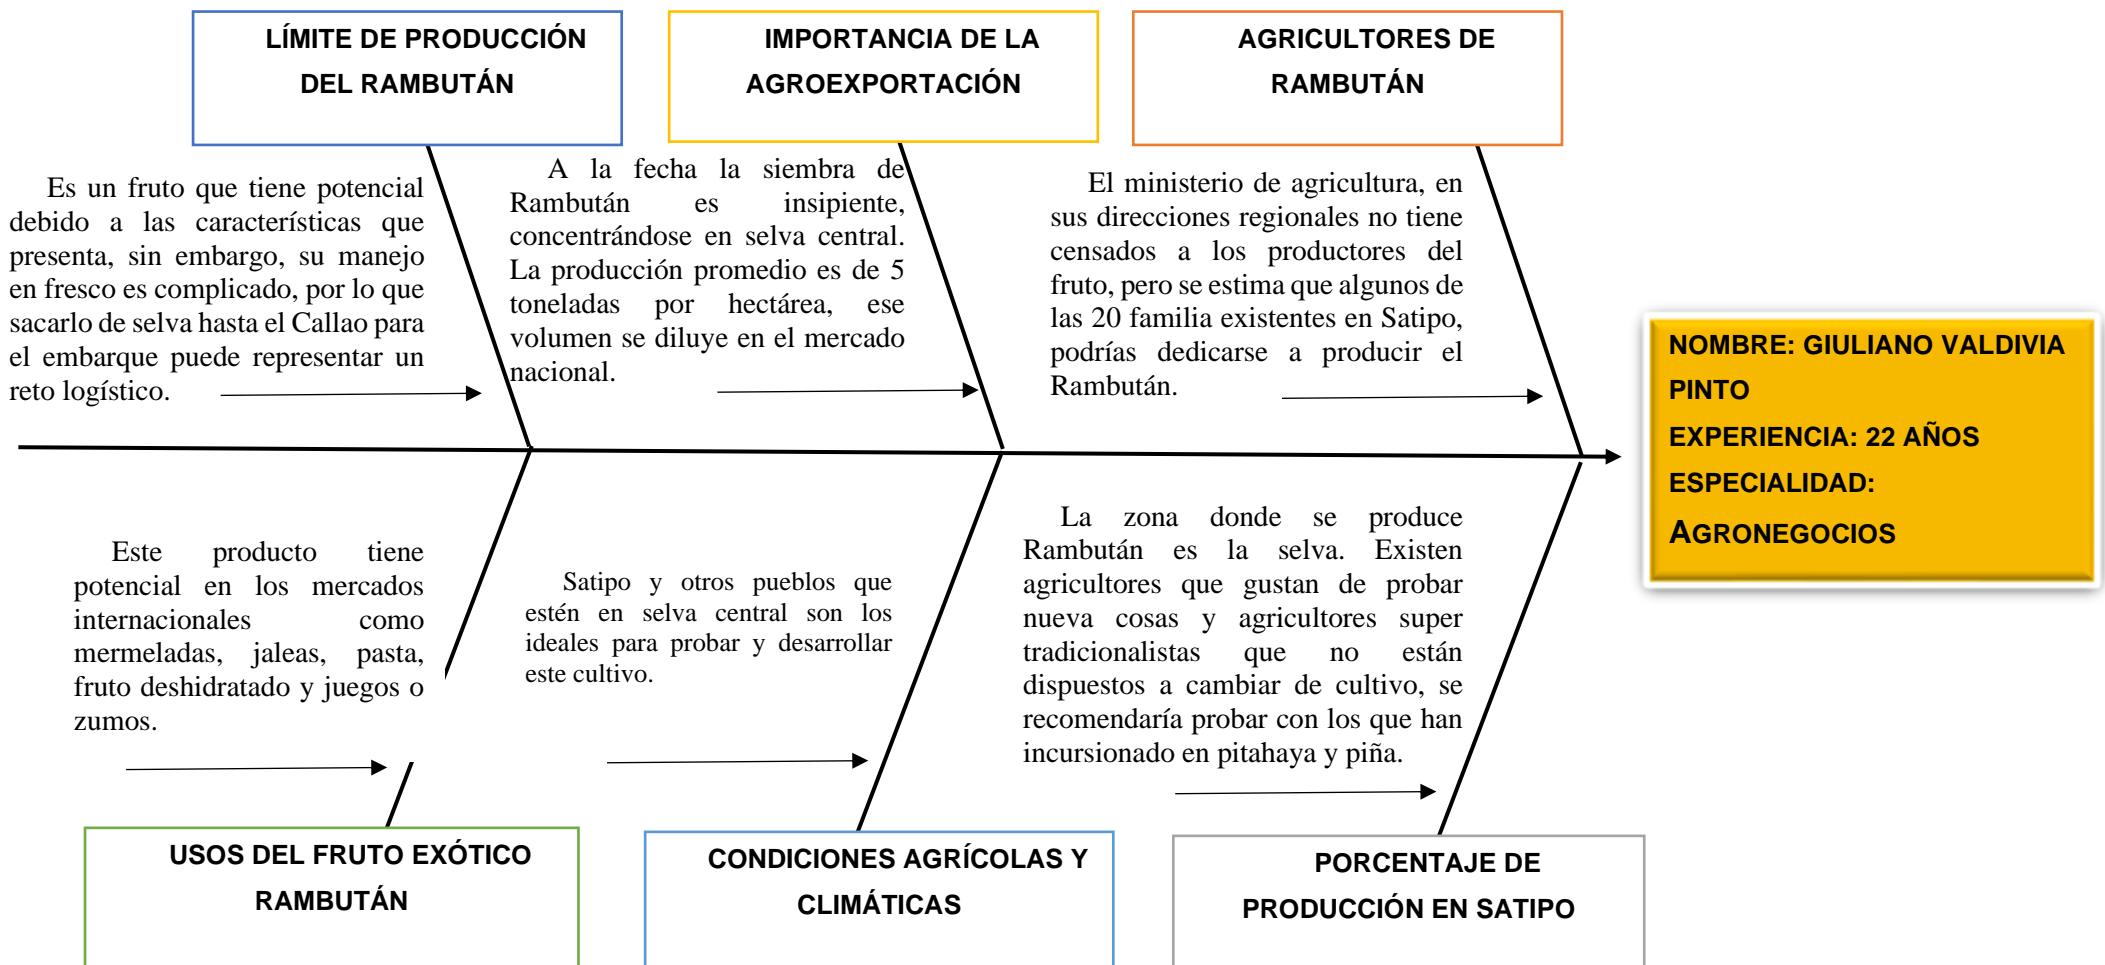 LÍMITE DE PRODUCCIÓN
DEL RAMBUTÁN
IMPORTANCIA DE LA
AGROEXPORTACIÓN
AGRICULTORES DE
RAMBUTÁN
Es un fruto que tiene potencial
debido a las características que
presenta, sin embargo, su manejo
en fresco es complicado, por lo que
sacarlo de selva hasta el Callao para
el embarque puede representar un
reto logístico.
A la fecha la siembra de
Rambután es insipiente,
concentrándose en selva central.
La producción promedio es de 5
toneladas por hectárea, ese
volumen se diluye en el mercado
nacional.
El ministerio de agricultura, en
sus direcciones regionales no tiene
censados a los productores del
fruto, pero se estima que algunos de
las 20 familia existentes en Satipo,
podrías dedicarse a producir el
Rambután.
NOMBRE: GIULIANO VALDIVIA
PINTO
EXPERIENCIA: 22 AÑOS
ESPECIALIDAD:
AGRONEGOCIOS
Este producto tiene
potencial en los mercados
internacionales como
mermeladas, jaleas, pasta,
fruto deshidratado y juegos o
zumos.
Satipo y otros pueblos que
estén en selva central son los
ideales para probar y desarrollar
este cultivo.
La zona donde se produce
Rambután es la selva. Existen
agricultores que gustan de probar
nueva cosas y agricultores super
tradicionalistas que no están
dispuestos a cambiar de cultivo, se
recomendaría probar con los que han
incursionado en pitahaya y piña.
USOS DEL FRUTO EXÓTICO
RAMBUTÁN
CONDICIONES AGRÍCOLAS Y
CLIMÁTICAS
PORCENTAJE DE
PRODUCCIÓN EN SATIPO